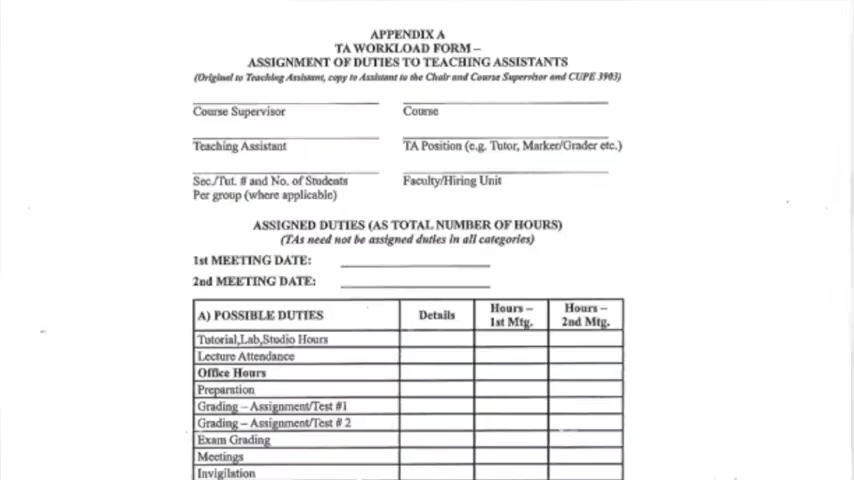 APPENDIX A
TA WORKLOAD FORM –
ASSIGNMENT OF DUTIES TO TEACHING ASSISTANTS
(Original to Teaching Assistant, copy to Assistant to the Chair and Course Supervisor and CUPE 3903)
Course Supervisor Course
Teaching Assistant TA Position (e.g. Tutor, Marker/Grader etc.)
Sec./Tut. # and No. of Students Faculty/Hiring Unit
Per group (where applicable)
ASSIGNED DUTIES (AS TOTAL NUMBER OF HOURS)
(TAs need not be assigned duties in all categories)
1st MEETING DATE:
2nd MEETING DATE:
A) POSSIBLE DUTIES Details Hours – 1st Mtg. Hours – 2nd Mtg.
Tutorial,Lab,Studio Hours
Lecture Attendance
Office Hours
Preparation
Grading – Assignment/Test #1
Grading – Assignment/Test # 2
Exam Grading
Meetings
Invigilation